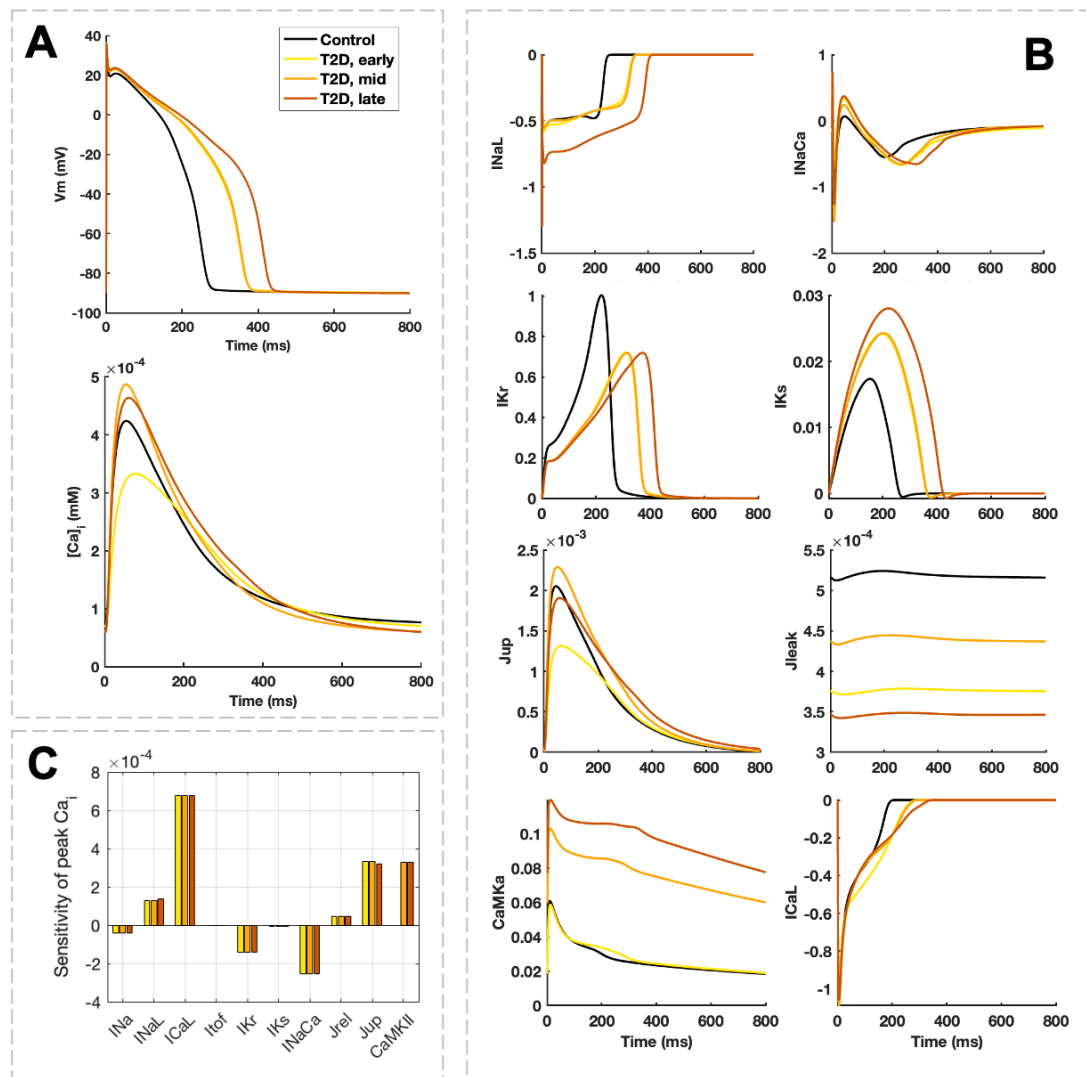 A
40
20
0
-20
-40
-60
-80
-100
Vm (mV)
0 200 400 600 800
Time (ms)
Control
T2D, early
T2D, mid
T2D, late
×10-4
5
4
3
2
1
0
[Ca]i (mM)
0 200 400 600 800
Time (ms)
B
0
-0.5
-1
-1.5
INaL
0 200 400 600 800
1
0
-1
-2
INaCa
0 200 400 600 800
1
0.8
0.6
0.4
0.2
0
IKr
0 200 400 600 800
0.03
0.02
0.01
0
IKs
0 200 400 600 800
×10-3
2.5
2
1.5
1
0.5
0
Jup
0 200 400 600 800
×10-4
5.5
5
4.5
4
3.5
3
Jleak
0 200 400 600 800
0.1
0.08
0.06
0.04
0.02
0
CaMKa
0 200 400 600 800
Time (ms)
0
-0.2
-0.4
-0.6
-0.8
-1
ICaL
0 200 400 600 800
Time (ms)
C
×10-4
8
6
4
2
0
-2
-4
Sensitivity of peak Cai
INa INaL ICaL Itof IKr IKs INaCa Jrel Jup CaMKII